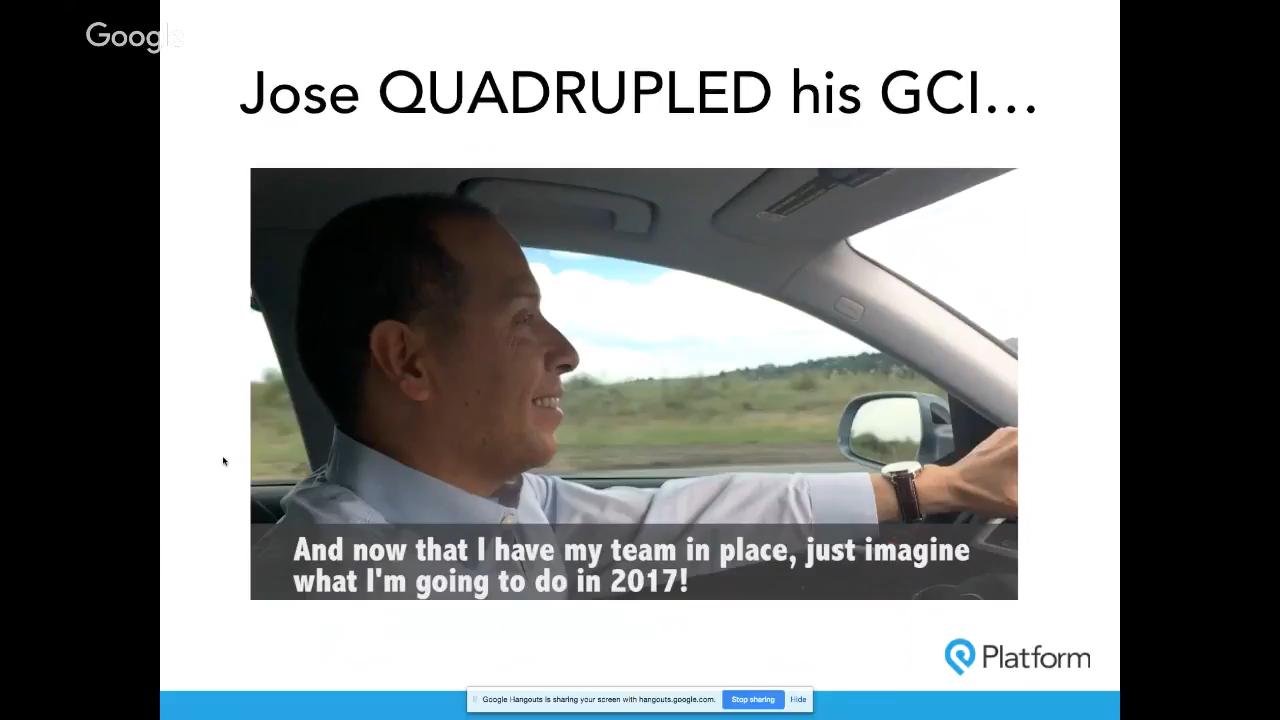 Google
Jose QUADRUPLED his GCI...
And now that I have my team in place, just imagine
what I'm going to do in 2017!
Platform
Google Hangouts is sharing your screen with hangouts.google.com. Stop sharing Hide